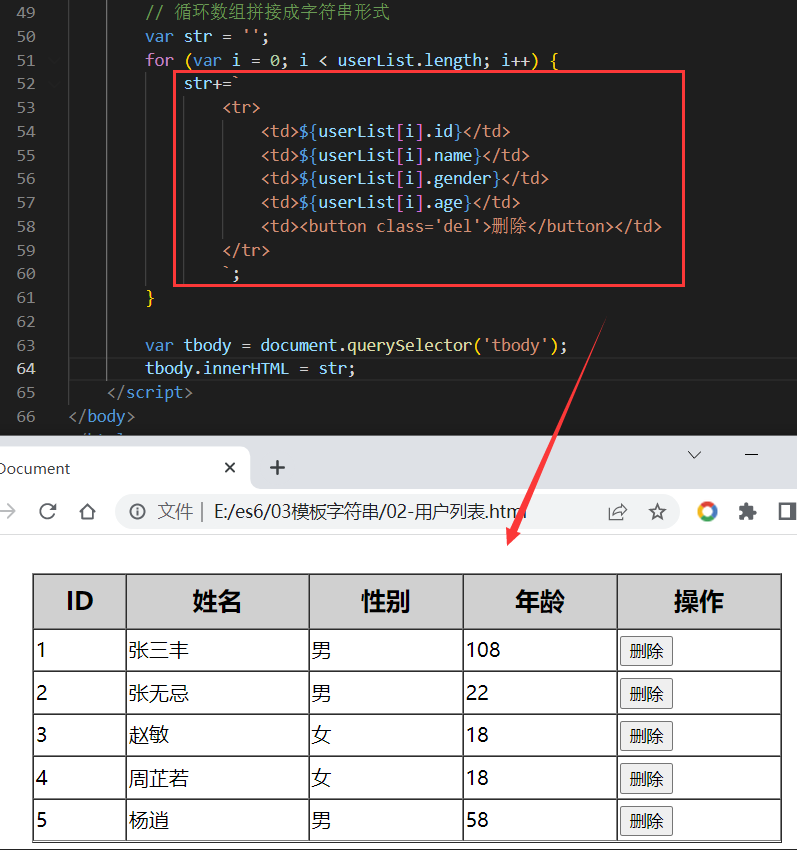 49 // 循环数组拼接成字符串形式
50 var str = '';
51 for (var i = 0; i < userList.length; i++) {
52 str+=`
53 <tr>
54 <td>${userList[i].id}</td>
55 <td>${userList[i].name}</td>
56 <td>${userList[i].gender}</td>
57 <td>${userList[i].age}</td>
58 <td><button class='del'>删除</button></td>
59 </tr>
60 `;
61 }
62
63 var tbody = document.querySelector('tbody');
64 tbody.innerHTML = str;
65 </script>
66 </body>
Document
文件 | E:/es6/03模板字符串/02-用户列表.html
ID 姓名 性别 年龄 操作
1 张三丰 男 108 删除
2 张无忌 男 22 删除
3 赵敏 女 18 删除
4 周芷若 女 18 删除
5 杨逍 男 58 删除